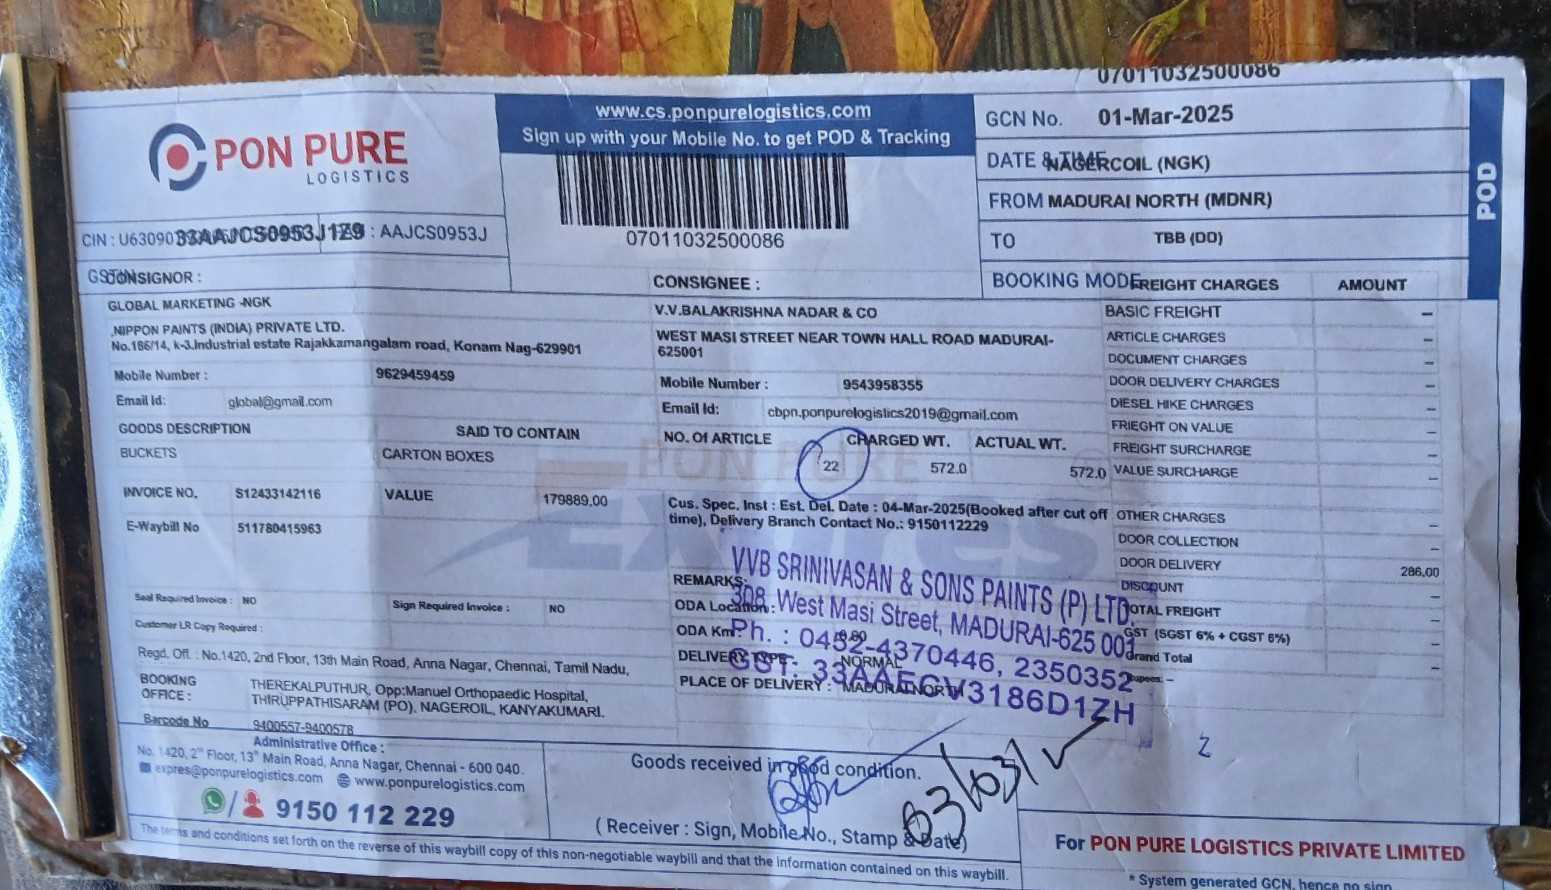 07011032500086
PON PURE
LOGISTICS
www.cs.ponpurelogistics.com
Sign up with your Mobile No. to get POD & Tracking
07011032500086
GCN No. 01-Mar-2025
DATE & TIME NAGERCOIL (NGK)
FROM MADURAI NORTH (MDNR)
TO TBB (DD)
BOOKING MODE
POD
CIN : U63090 33AAJCS0953J1Z9 : AAJCS0953J
GSTIN
CONSIGNOR :
GLOBAL MARKETING -NGK
,NIPPON PAINTS (INDIA) PRIVATE LTD.
No.186/14, k-3,Industrial estate Rajakkamangalam road, Konam Nag-629901
Mobile Number : 9629459459
Email Id: global@gmail.com
GOODS DESCRIPTION SAID TO CONTAIN
BUCKETS CARTON BOXES
INVOICE NO. S12433142116 VALUE 179889.00
E-Waybill No 511780415963
Seal Required Invoice : NO Sign Required Invoice : NO
Customer LR Copy Required :
Regd. Off. : No.1420, 2nd Floor, 13th Main Road, Anna Nagar, Chennai, Tamil Nadu,
BOOKING OFFICE : THEREKALPUTHUR, Opp:Manuel Orthopaedic Hospital,
THIRUPPATHISARAM (PO), NAGEROIL, KANYAKUMARI.
Barcode No 9400557-9400578
CONSIGNEE :
V.V.BALAKRISHNA NADAR & CO
WEST MASI STREET NEAR TOWN HALL ROAD MADURAI-
625001
Mobile Number : 9543958355
Email Id: cbpn.ponpurelogistics2019@gmail.com
NO. Of ARTICLE CHARGED WT. ACTUAL WT.
22 572.0 572.0
PON PURE
EXpres
Cus. Spec. Inst : Est. Del. Date : 04-Mar-2025(Booked after cut off
time), Delivery Branch Contact No.: 9150112229
REMARKS:
ODA Location :
ODA Km : 0.00
DELIVERY TYPE : NORMAL
PLACE OF DELIVERY : MADURAI NORTH
VVB SRINIVASAN & SONS PAINTS (P) LTD.
308, West Masi Street, MADURAI-625 001
Ph. : 0452-4370446, 2350352
GST: 33AAECV3186D1ZH
FREIGHT CHARGES AMOUNT
BASIC FREIGHT –
ARTICLE CHARGES –
DOCUMENT CHARGES –
DOOR DELIVERY CHARGES –
DIESEL HIKE CHARGES –
FRIEGHT ON VALUE –
FREIGHT SURCHARGE –
VALUE SURCHARGE –
OTHER CHARGES –
DOOR COLLECTION –
DOOR DELIVERY 286.00
DISCOUNT –
TOTAL FREIGHT –
GST (SGST 6% + CGST 6%) –
Grand Total –
Rupees: –
2
Administrative Office :
No. 1420, 2nd Floor, 13th Main Road, Anna Nagar, Chennai - 600 040.
expres@ponpurelogistics.com www.ponpurelogistics.com
/ 9150 112 229
Goods received in good condition.
03/03/
( Receiver : Sign, Mobile No., Stamp & Date)
The terms and conditions set forth on the reverse of this waybill copy of this non-negotiable waybill and that the information contained on this waybill.
For PON PURE LOGISTICS PRIVATE LIMITED
* System generated GCN, hence no sign